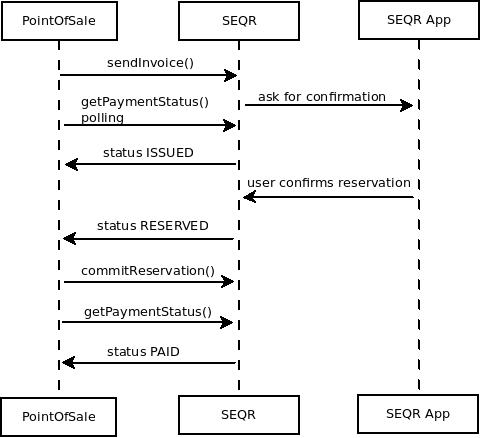 PointOfSale
SEQR
SEQR App
sendInvoice()
ask for confirmation
getPaymentStatus()
polling
status ISSUED
user confirms reservation
status RESERVED
commitReservation()
getPaymentStatus()
status PAID
PointOfSale
SEQR
SEQR App